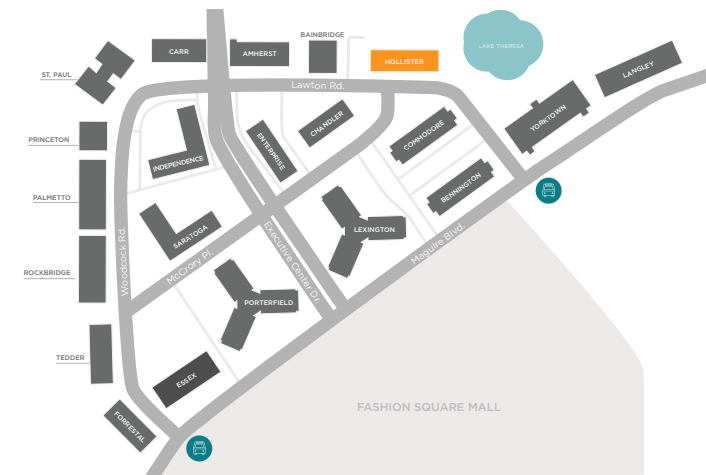 BAINBRIDGE
CARR
AMHERST
HOLLISTER
LAKE THERESA
LANGLEY
ST. PAUL
Lawton Rd.
YORKTOWN
CHANDLER
COMMODORE
PRINCETON
ENTERPRISE
INDEPENDENCE
BENNINGTON
PALMETTO
SARATOGA
LEXINGTON
Maguire Blvd.
Woodcock Rd.
McCrory Pl.
Executive Center Dr.
ROCKBRIDGE
PORTERFIELD
TEDDER
ESSEX
FORRESTAL
FASHION SQUARE MALL